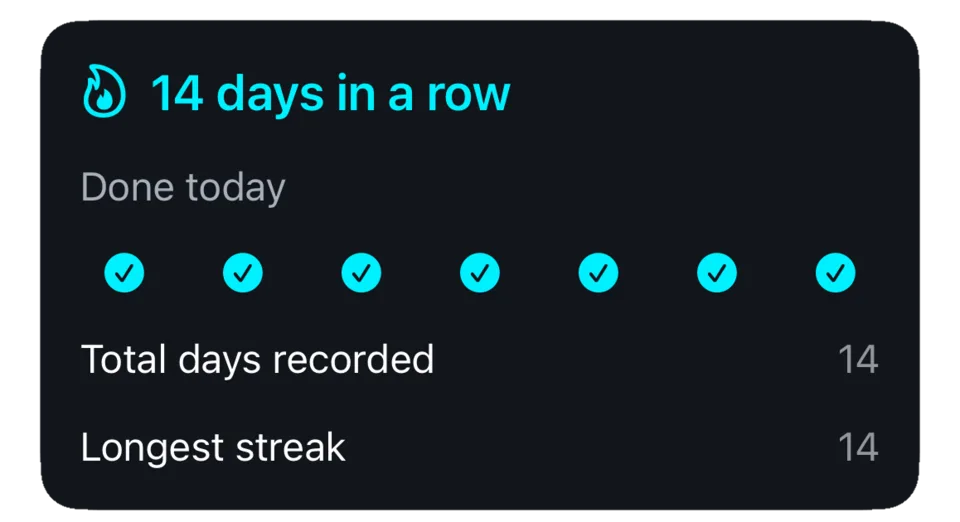 14 days in a row
Done today
Total days recorded 14
Longest streak 14